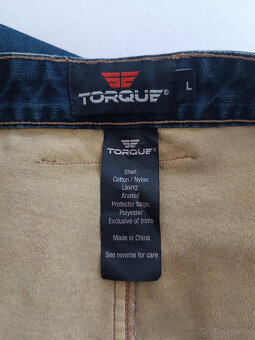 TORQUE®
L
TORQUE®
Shell:
Cotton / Nylon
Lining:
Aramid
Protector bags:
Polyester
Exclusive of trims
Made in China
See reverse for care